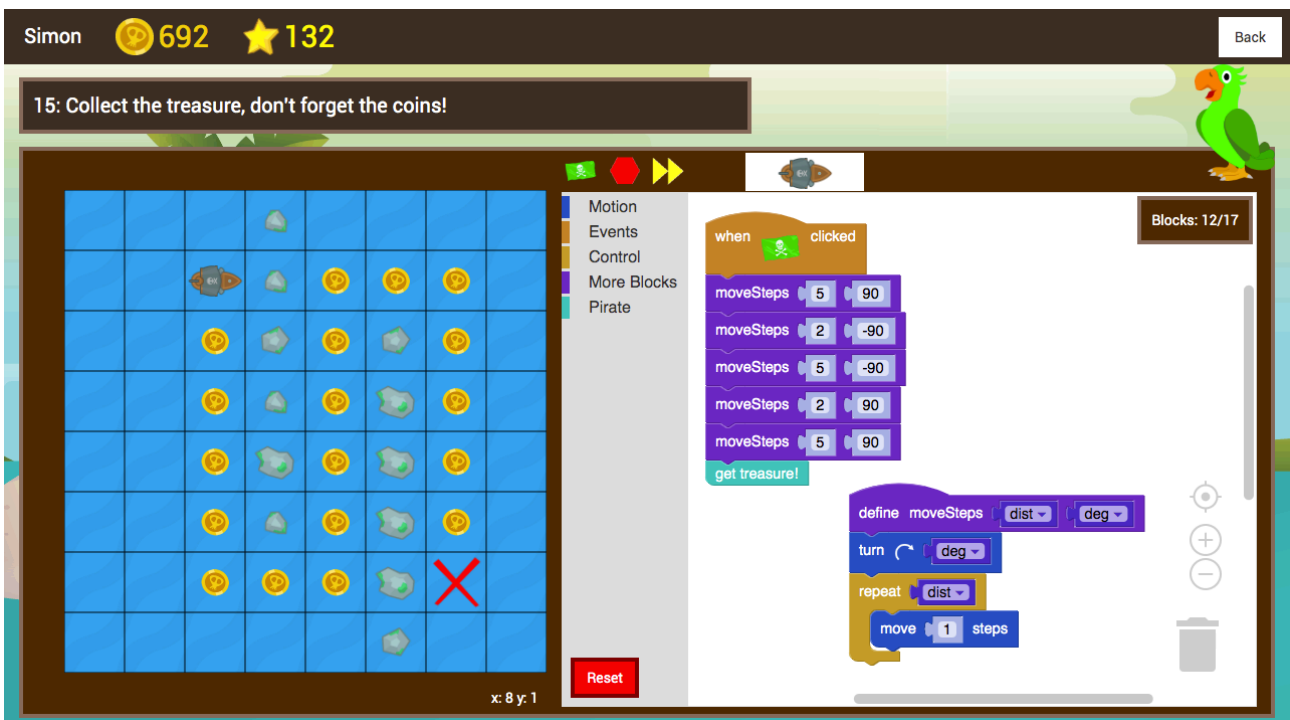 Simon 692 132 Back
15: Collect the treasure, don't forget the coins!
Motion
Events
Control
More Blocks
Pirate
Blocks: 12/17
when clicked
moveSteps 5 90
moveSteps 2 -90
moveSteps 5 -90
moveSteps 2 90
moveSteps 5 90
get treasure!
define moveSteps dist deg
turn deg
repeat dist
move 1 steps
Reset
x: 8 y: 1